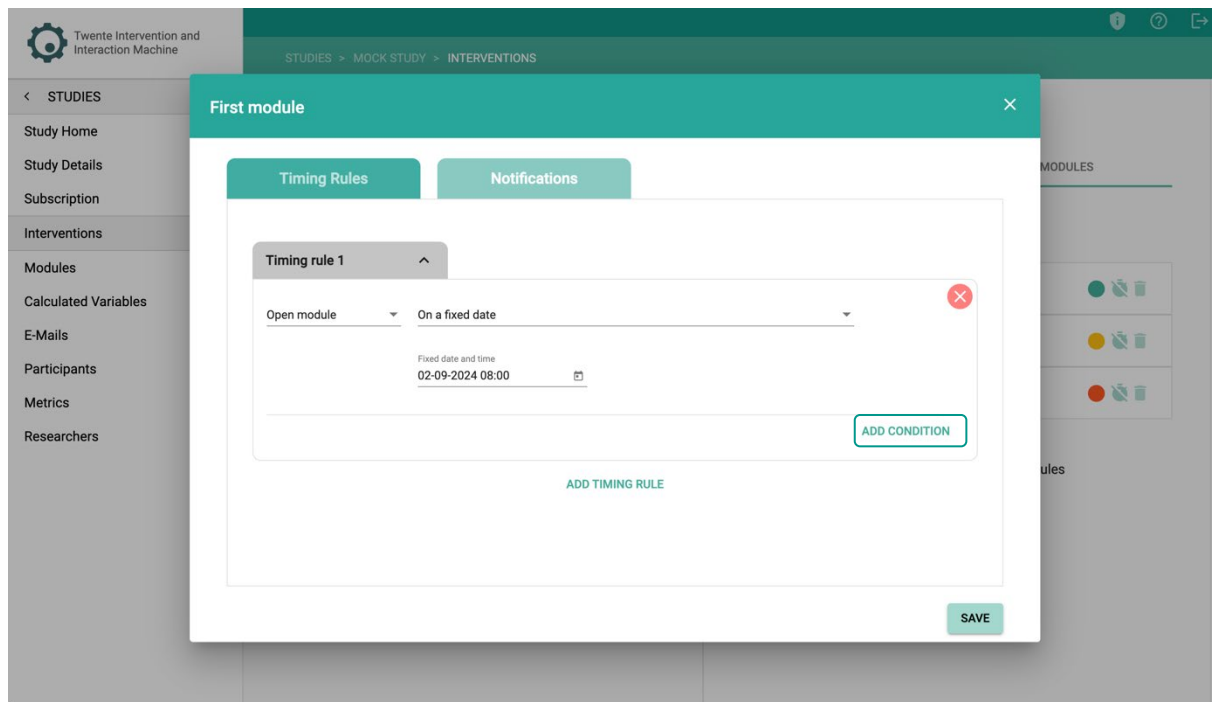 Twente Intervention and
Interaction Machine
STUDIES > MOCK STUDY > INTERVENTIONS
< STUDIES
Study Home
Study Details
Subscription
Interventions
Modules
Calculated Variables
E-Mails
Participants
Metrics
Researchers
First module
Timing Rules
Notifications
MODULES
Timing rule 1
Open module
On a fixed date
Fixed date and time
02-09-2024 08:00
ADD CONDITION
ADD TIMING RULE
ules
SAVE